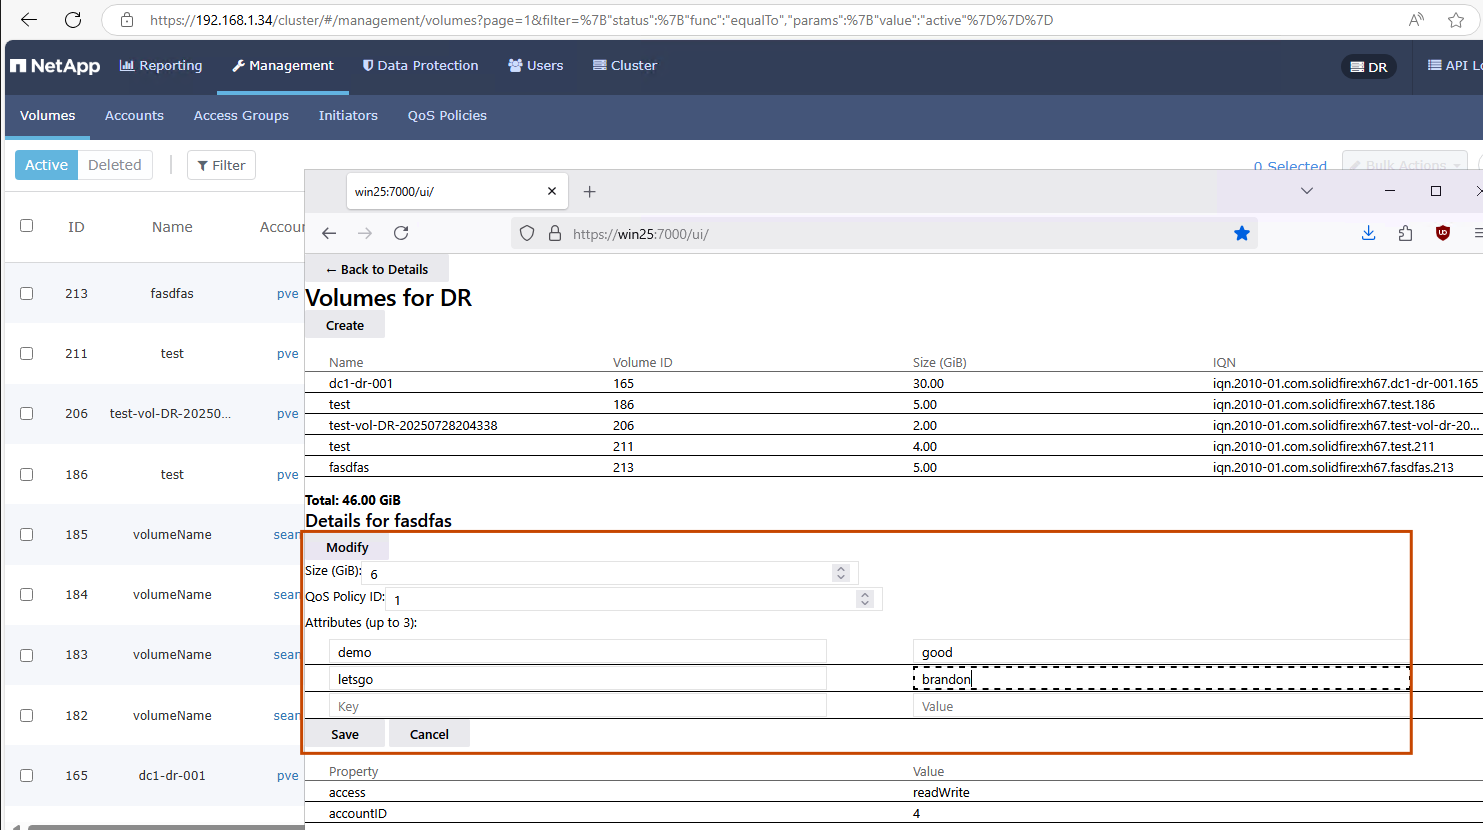 https://192.168.1.34/cluster/#/management/volumes?page=1&filter=%7B"status":%7B"func":"equalTo","params":%7B"value":"active"%7D%7D%7D
NetApp Reporting Management Data Protection Users Cluster DR API Lo
Volumes Accounts Access Groups Initiators QoS Policies
Active Deleted Filter 0 Selected Bulk Actions
ID Name Accoun
213 fasdfas pve
211 test pve
206 test-vol-DR-20250... pve
186 test pve
185 volumeName sean
184 volumeName sean
183 volumeName sean
182 volumeName sean
165 dc1-dr-001 pve
win25:7000/ui/
https://win25:7000/ui/
← Back to Details
Volumes for DR
Create
Name Volume ID Size (GiB) IQN
dc1-dr-001 165 30.00 iqn.2010-01.com.solidfire:xh67.dc1-dr-001.165
test 186 5.00 iqn.2010-01.com.solidfire:xh67.test.186
test-vol-DR-20250728204338 206 2.00 iqn.2010-01.com.solidfire:xh67.test-vol-dr-20...
test 211 4.00 iqn.2010-01.com.solidfire:xh67.test.211
fasdfas 213 5.00 iqn.2010-01.com.solidfire:xh67.fasdfas.213
Total: 46.00 GiB
Details for fasdfas
Modify
Size (GiB): 6
QoS Policy ID: 1
Attributes (up to 3):
demo good
letsgo brandon
Key Value
Save Cancel
Property Value
access readWrite
accountID 4